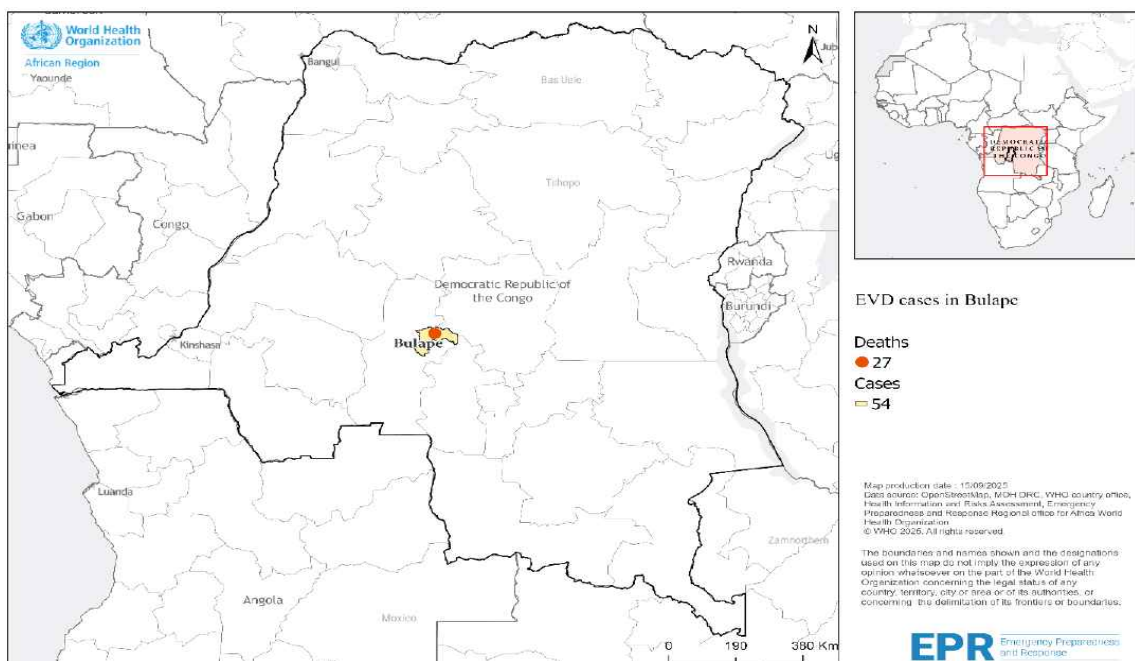 World Health
Organization
African Region
Yaounde
Bangui
Bas Uele
N
Gabon
Congo
Tshopo
Democratic Republic of
the Congo
Rwanda
Burundi
Bulape
Kinshasa
Luanda
Angola
Moxico
0 190 380 Km
DEMOCRATIC
REPUBLIC OF
THE CONGO
EVD cases in Bulape
Deaths
27
Cases
54
Map production date : 15/09/2025
Data source: OpenStreetMap, MOH DRC, WHO country office,
Health Information and Risks Assessment, Emergency
Preparedness and Response Regional office for Africa World
Health Organization
© WHO 2025. All rights reserved
The boundaries and names shown and the designations
used on this map do not imply the expression of any
opinion whatsoever on the part of the World Health
Organization concerning the legal status of any
country, territory, city or area or of its authorities, or
concerning the delimitation of its frontiers or boundaries.
EPR
Emergency Preparedness
and Response